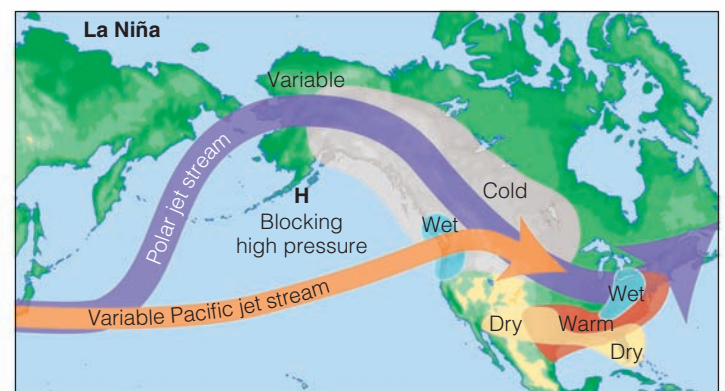 La Niña
Variable
Polar jet stream
H
Blocking
high pressure
Cold
Wet
Variable Pacific jet stream
Wet
Dry
Warm
Dry